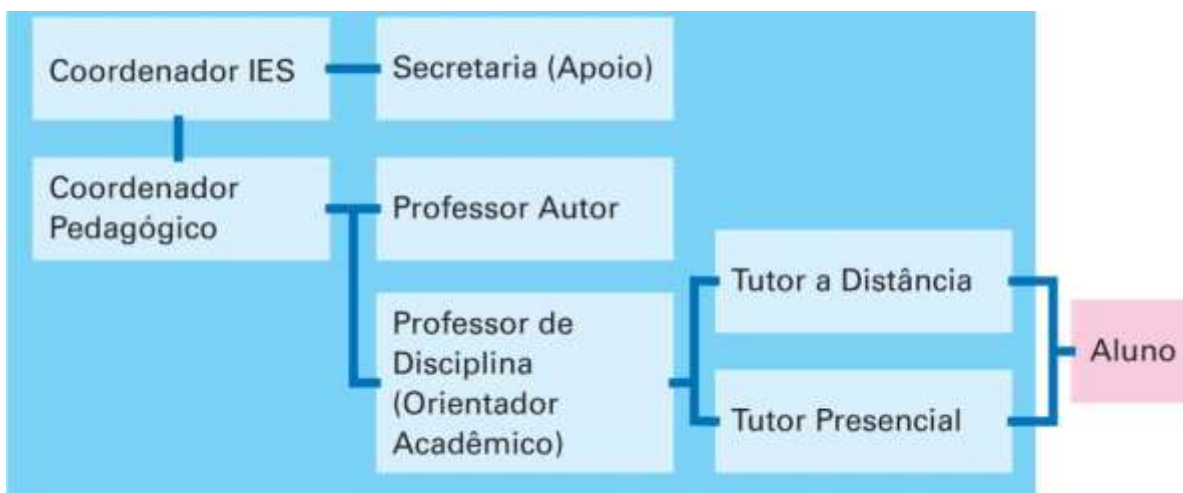 Coordenador IES
Secretaria (Apoio)
Coordenador
Pedagógico
Professor Autor
Professor de
Disciplina
(Orientador
Acadêmico)
Tutor a Distância
Tutor Presencial
Aluno